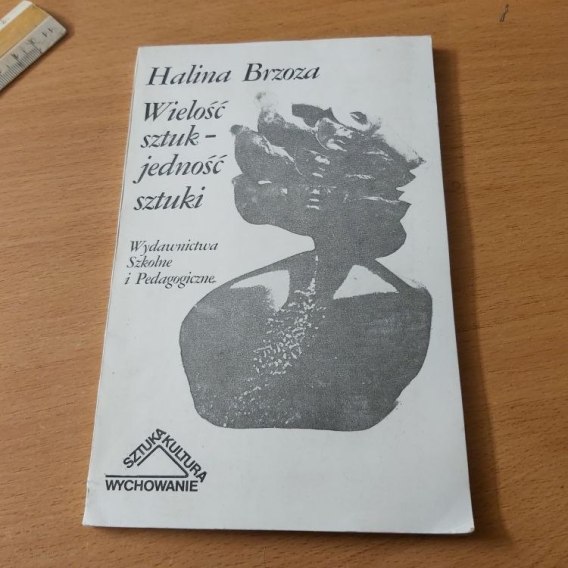 Halina Brzoza
Wielość
sztuk –
jedność
sztuki
Wydawnictwa
Szkolne
i Pedagogiczne.
SZTUKA KULTURA
WYCHOWANIE